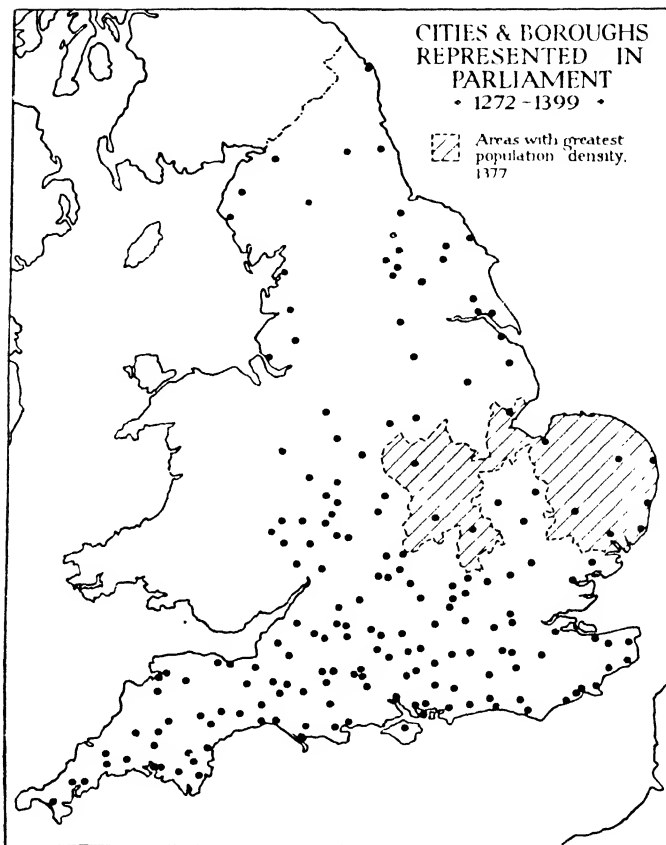 CITIES & BOROUGHS
REPRESENTED IN
PARLIAMENT
• 1272-1399 •
Areas with greatest
population density,
1377